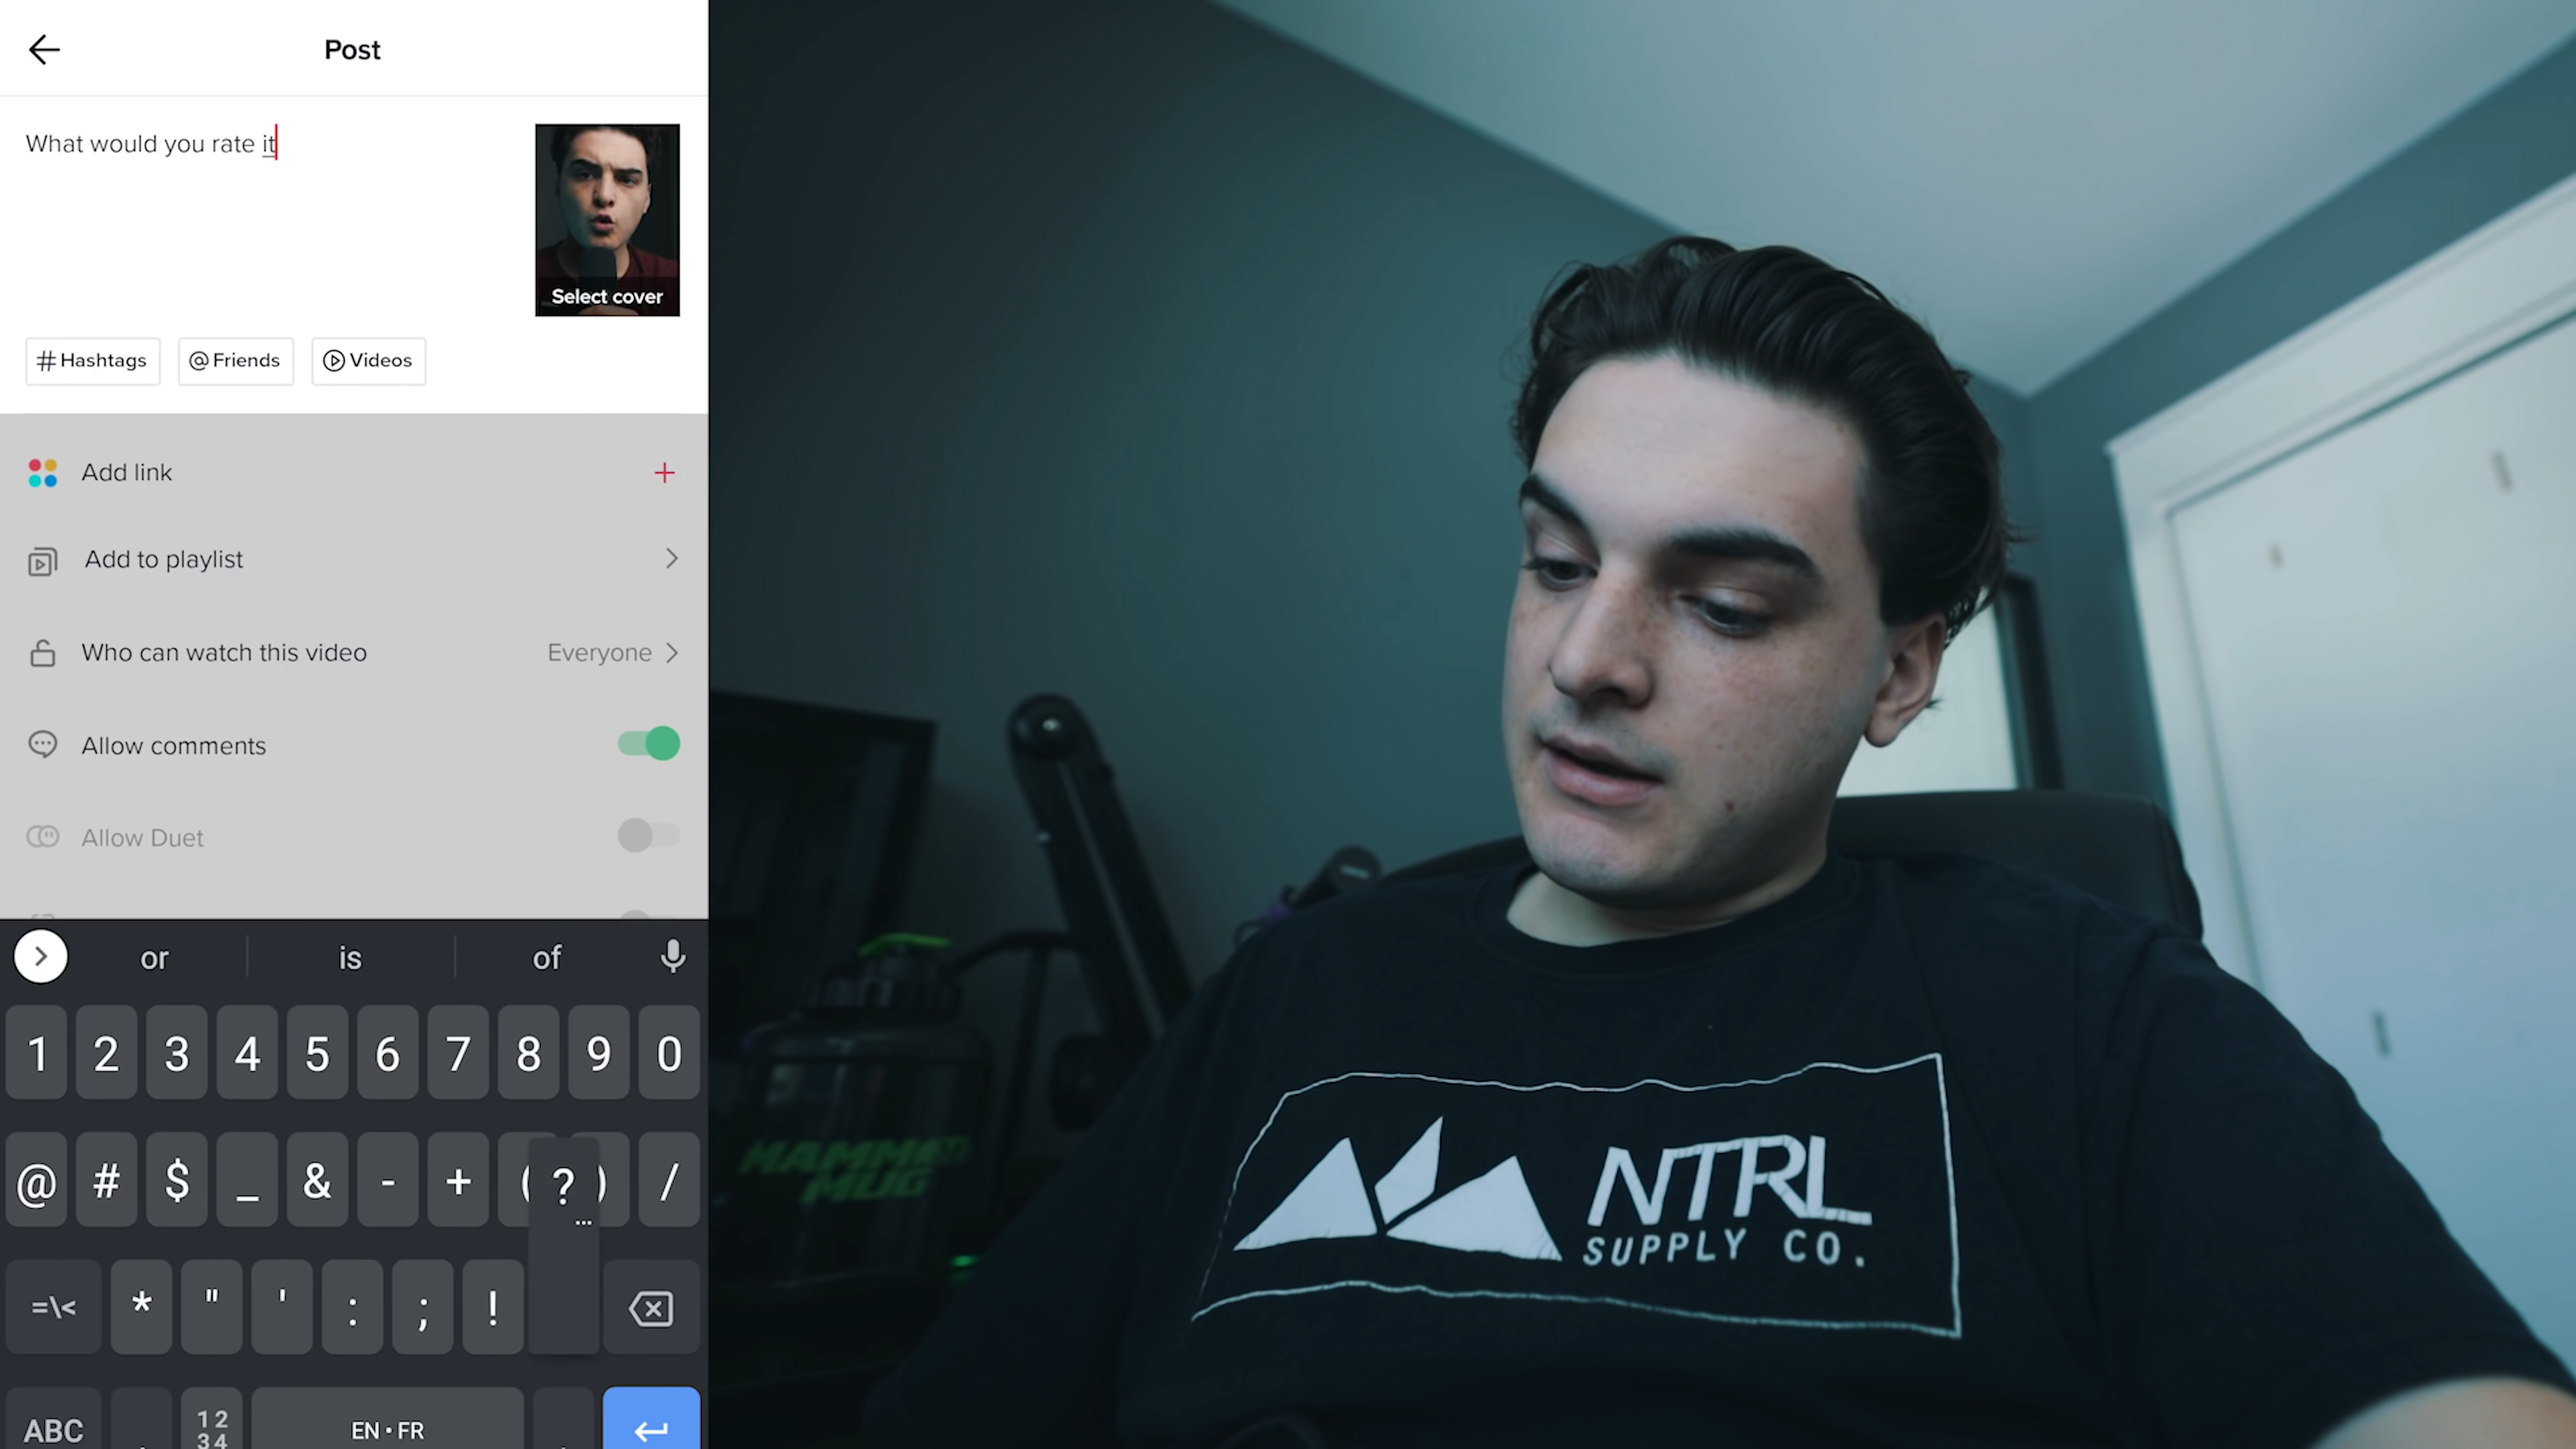 Post
What would you rate it
Select cover
#Hashtags
@Friends
Videos
Add link
Add to playlist
Who can watch this video
Everyone
Allow comments
Allow Duet
or
is
of
1 2 3 4 5 6 7 8 9 0
@ # $ _ & - + ( ? ) /
...
=\< * " ' : ; !
ABC , 12 34 EN • FR .
MAMMOTH
MUG
NTRL
SUPPLY CO.